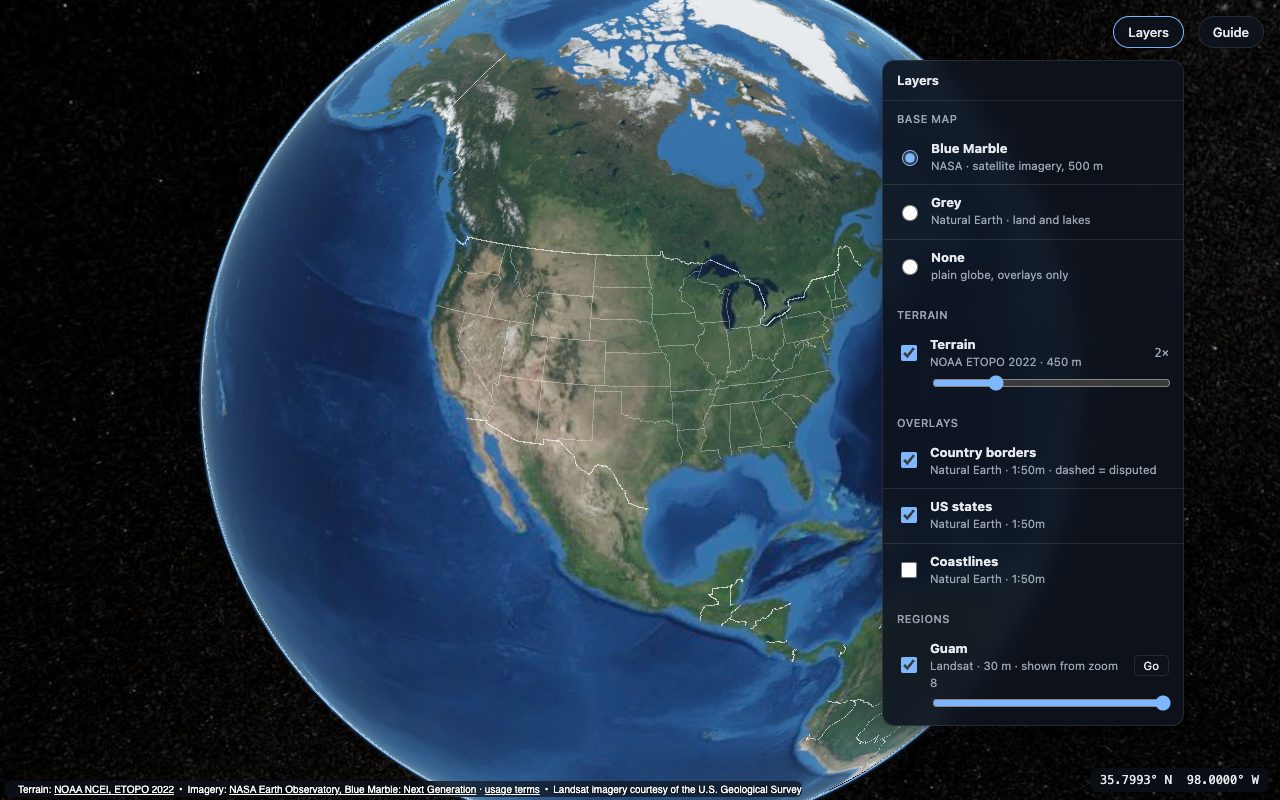 Layers
Guide
Layers
BASE MAP
Blue Marble
NASA · satellite imagery, 500 m
Grey
Natural Earth · land and lakes
None
plain globe, overlays only
TERRAIN
Terrain
2×
NOAA ETOPO 2022 · 450 m
OVERLAYS
Country borders
Natural Earth · 1:50m · dashed = disputed
US states
Natural Earth · 1:50m
Coastlines
Natural Earth · 1:50m
REGIONS
Guam
Landsat · 30 m · shown from zoom
8
Go
35.7993° N 98.0000° W
Terrain: NOAA NCEI, ETOPO 2022 • Imagery: NASA Earth Observatory, Blue Marble: Next Generation · usage terms • Landsat imagery courtesy of the U.S. Geological Survey